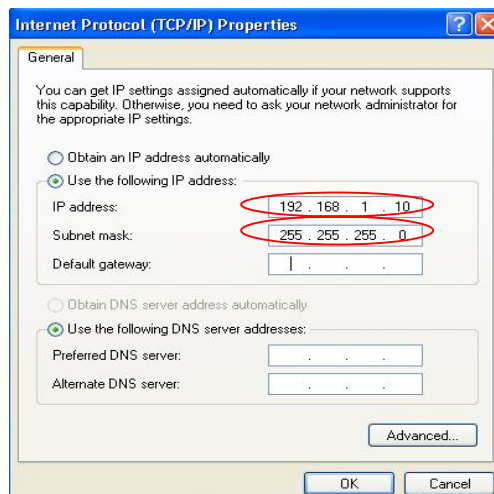 Internet Protocol (TCP/IP) Properties
General
You can get IP settings assigned automatically if your network supports
this capability. Otherwise, you need to ask your network administrator for
the appropriate IP settings.
Obtain an IP address automatically
Use the following IP address:
IP address: 192 . 168 . 1 . 10
Subnet mask: 255 . 255 . 255 . 0
Default gateway: . . .
Obtain DNS server address automatically
Use the following DNS server addresses:
Preferred DNS server: . . .
Alternate DNS server: . . .
Advanced...
OK Cancel